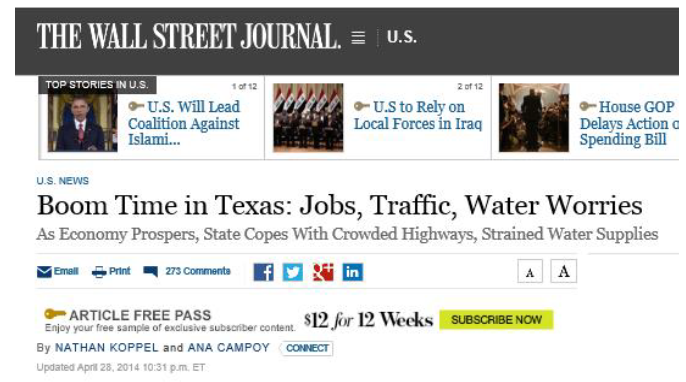 THE WALL STREET JOURNAL. U.S.
TOP STORIES IN U.S.
1 of 12
U.S. Will Lead
Coalition Against
Islami...
2 of 12
U.S to Rely on
Local Forces in Iraq
House GOP
Delays Action o
Spending Bill
U.S. NEWS
Boom Time in Texas: Jobs, Traffic, Water Worries
As Economy Prospers, State Copes With Crowded Highways, Strained Water Supplies
Email Print 273 Comments f g+ in A A
ARTICLE FREE PASS
Enjoy your free sample of exclusive subscriber content.
$12 for 12 Weeks SUBSCRIBE NOW
By NATHAN KOPPEL and ANA CAMPOY CONNECT
Updated April 28, 2014 10:31 p.m. ET